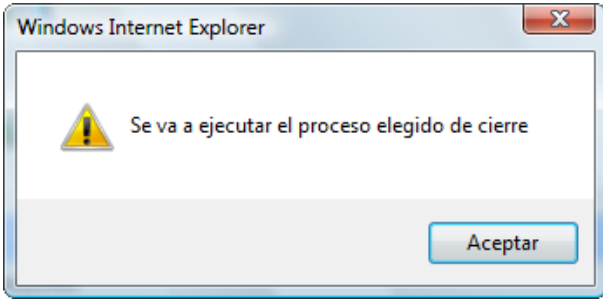 Windows Internet Explorer
Se va a ejecutar el proceso elegido de cierre
Aceptar